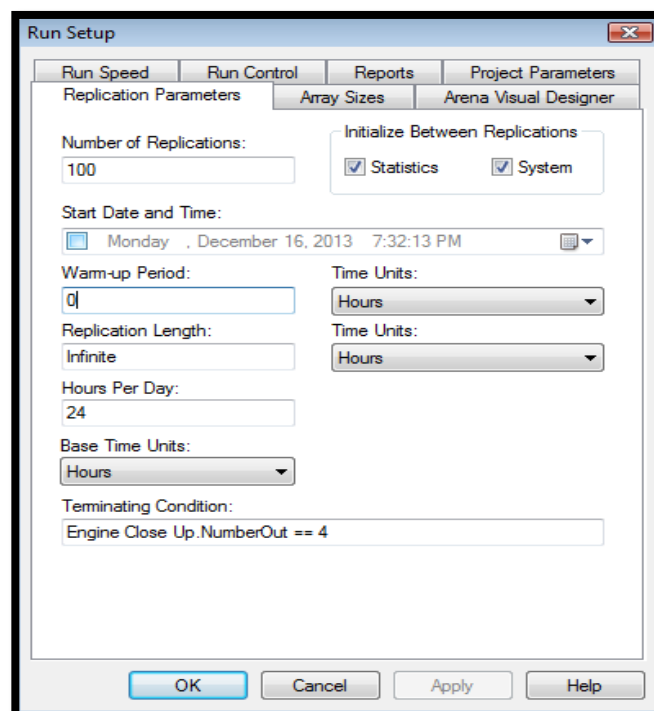 Run Setup
Run Speed Run Control Reports Project Parameters
Replication Parameters Array Sizes Arena Visual Designer
Number of Replications:
100
Initialize Between Replications
Statistics System
Start Date and Time:
Monday , December 16, 2013 7:32:13 PM
Warm-up Period: Time Units:
0 Hours
Replication Length: Time Units:
Infinite Hours
Hours Per Day:
24
Base Time Units:
Hours
Terminating Condition:
Engine Close Up.NumberOut == 4
OK Cancel Apply Help